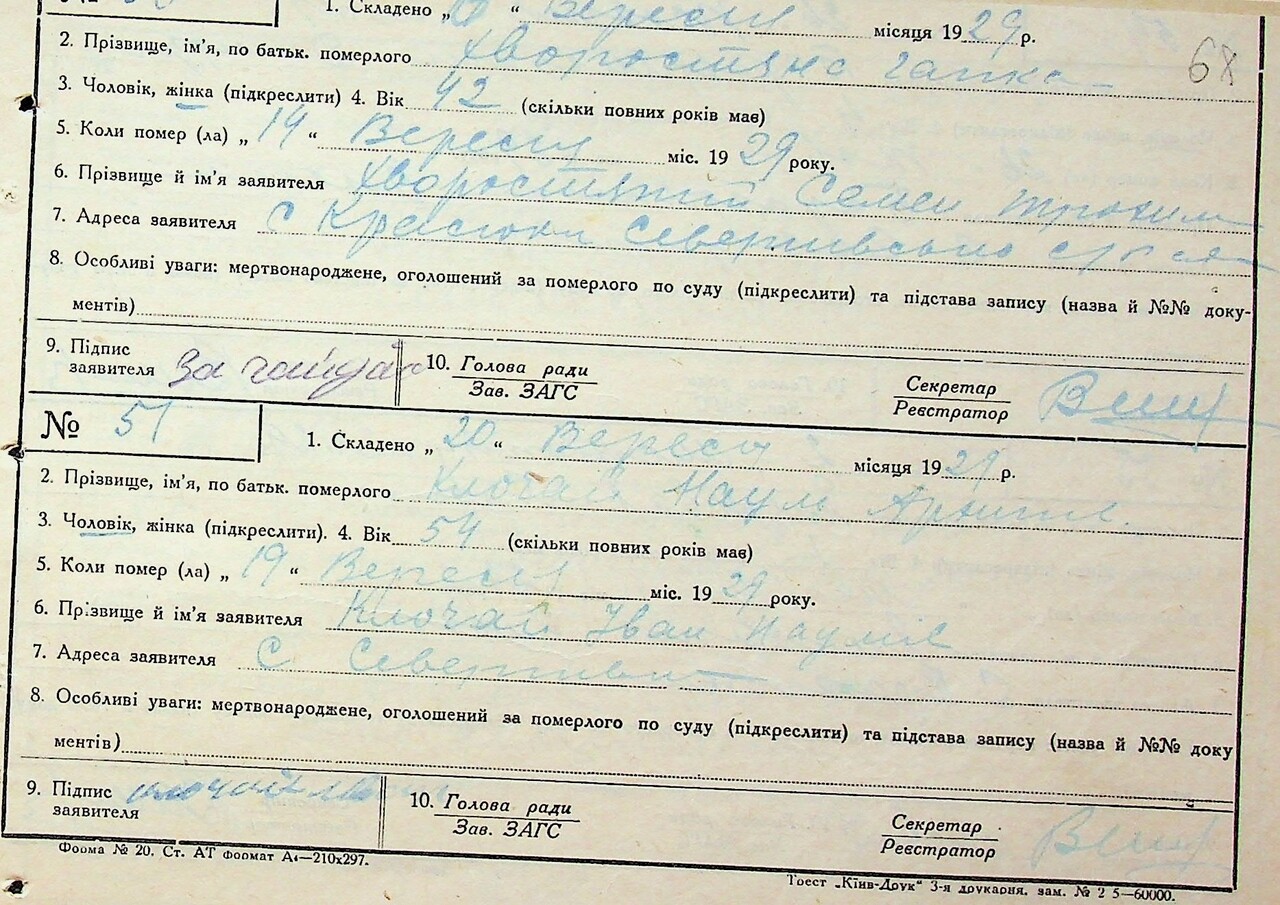 1. Складено „ “ Вересня місяця 1929 р.
2. Прізвище, ім'я, по батьк. померлого Хворостяна Гапка
68
3. Чоловік, жінка (підкреслити) 4. Вік 42 (скільки повних років має)
5. Коли помер (ла) „14“ Вересня міс. 1929 року.
6. Прізвище й ім'я заявителя Хворостяний Семен Трохим
7. Адреса заявителя с
8. Особливі уваги: мертвонароджене, оголошений за померлого по суду (підкреслити) та підстава запису (назва й №№ доку-
ментів)
9. Підпис заявителя За
10. Голова ради
Зав. ЗАГС
Секретар
Реєстратор
№ 51
1. Складено „20“ Вересня місяця 1929 р.
2. Прізвище, ім'я, по батьк. померлого Клочай Наум
3. Чоловік, жінка (підкреслити). 4. Вік 54 (скільки повних років має)
5. Коли помер (ла) „19“ Вересня міс. 1929 року.
6. Прізвище й ім'я заявителя Клочай Іван Наумів
7. Адреса заявителя С
8. Особливі уваги: мертвонароджене, оголошений за померлого по суду (підкреслити) та підстава запису (назва й №№ доку
ментів)
9. Підпис заявителя клочай
10. Голова ради
Зав. ЗАГС
Секретар
Реєстратор
Форма № 20. Ст. АТ Формат А4—210х297.
Трест „Київ-Друк“ 3-я друкарня. зам. № 2 5—60000.